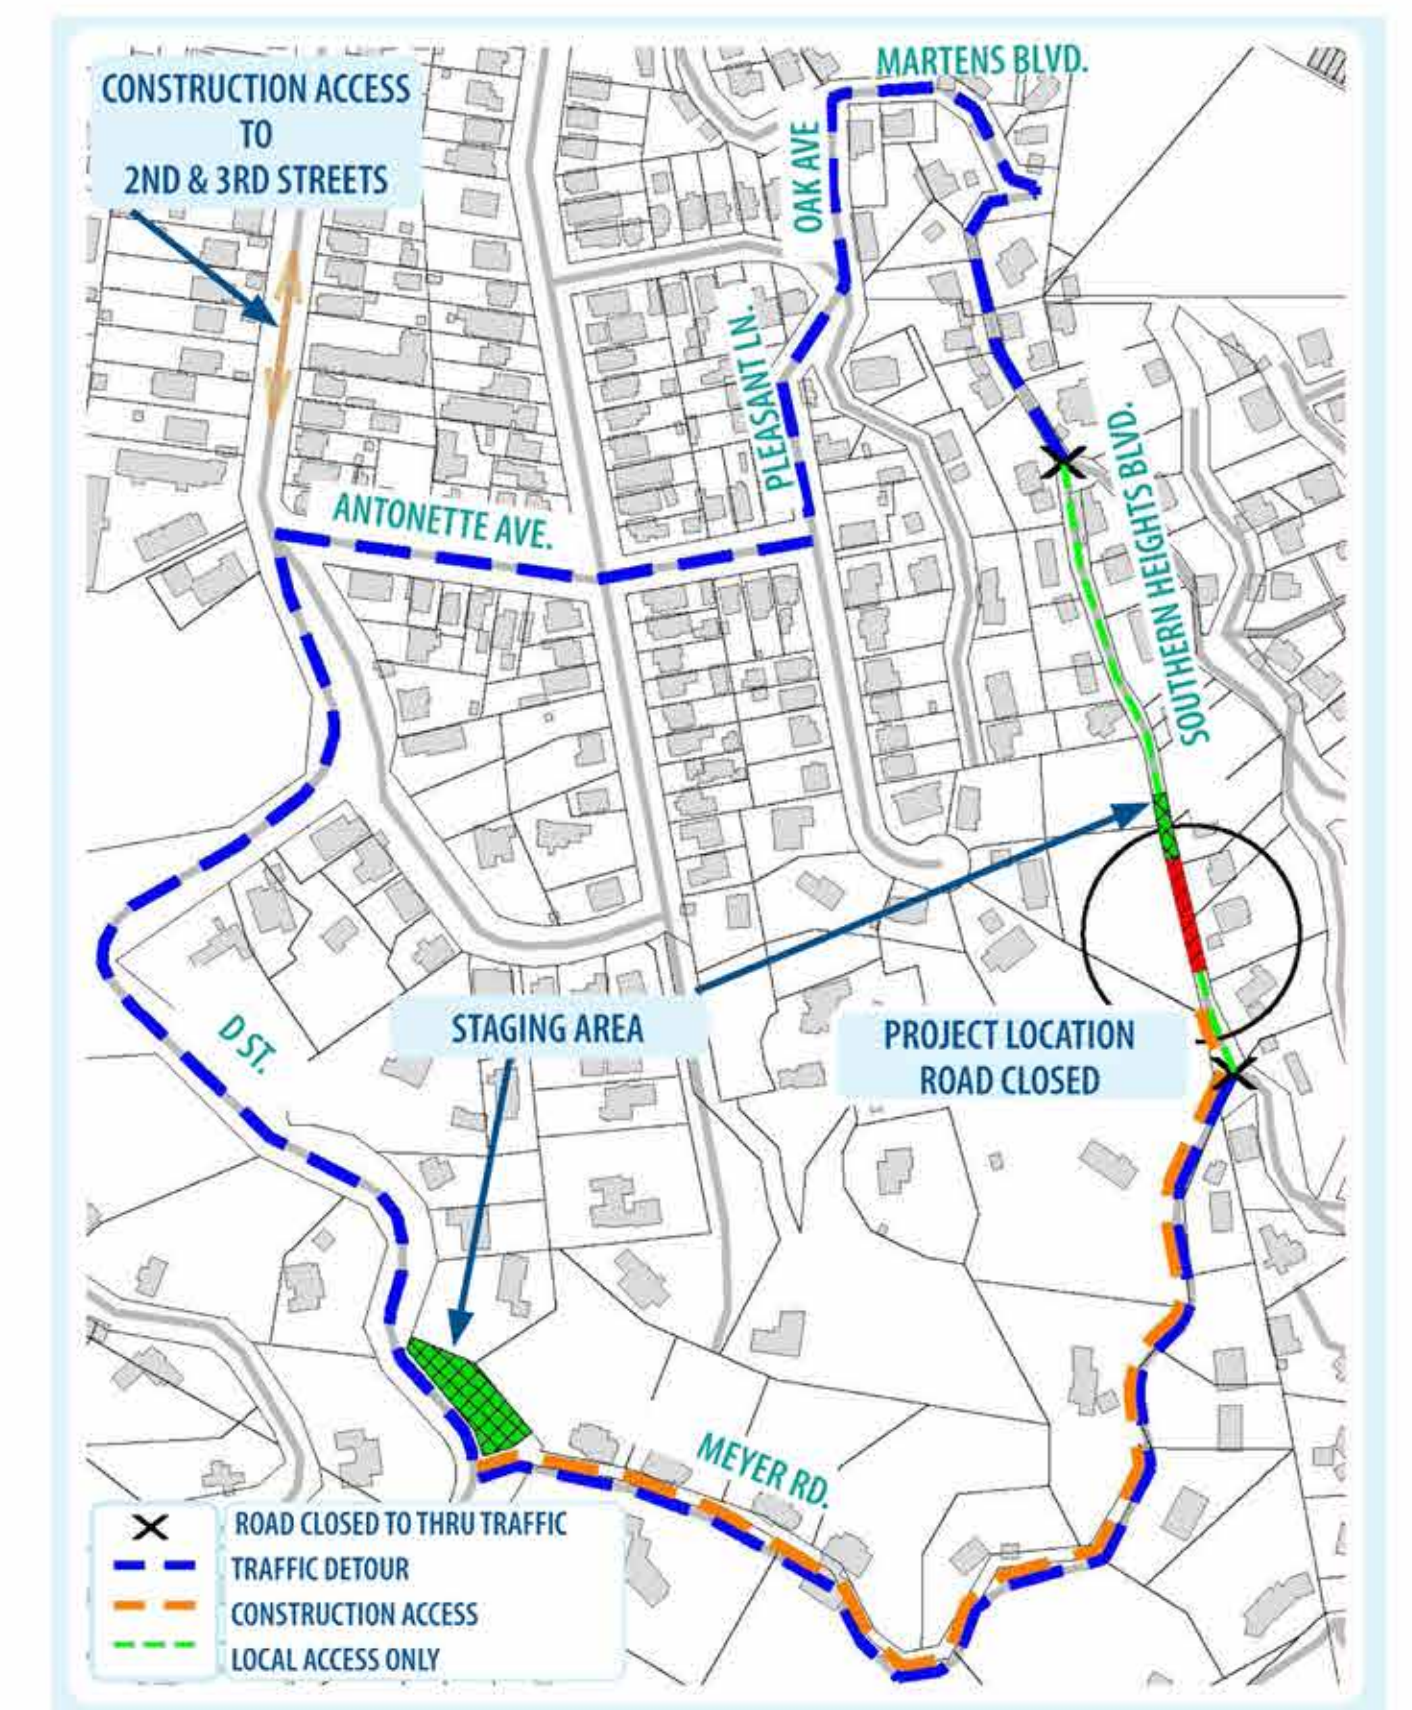 CONSTRUCTION ACCESS
TO
2ND & 3RD STREETS
MARTENS BLVD.
OAK AVE
PLEASANT LN.
ANTONETTE AVE.
SOUTHERN HEIGHTS BLVD.
D ST.
STAGING AREA
PROJECT LOCATION
ROAD CLOSED
MEYER RD.
ROAD CLOSED TO THRU TRAFFIC
TRAFFIC DETOUR
CONSTRUCTION ACCESS
LOCAL ACCESS ONLY